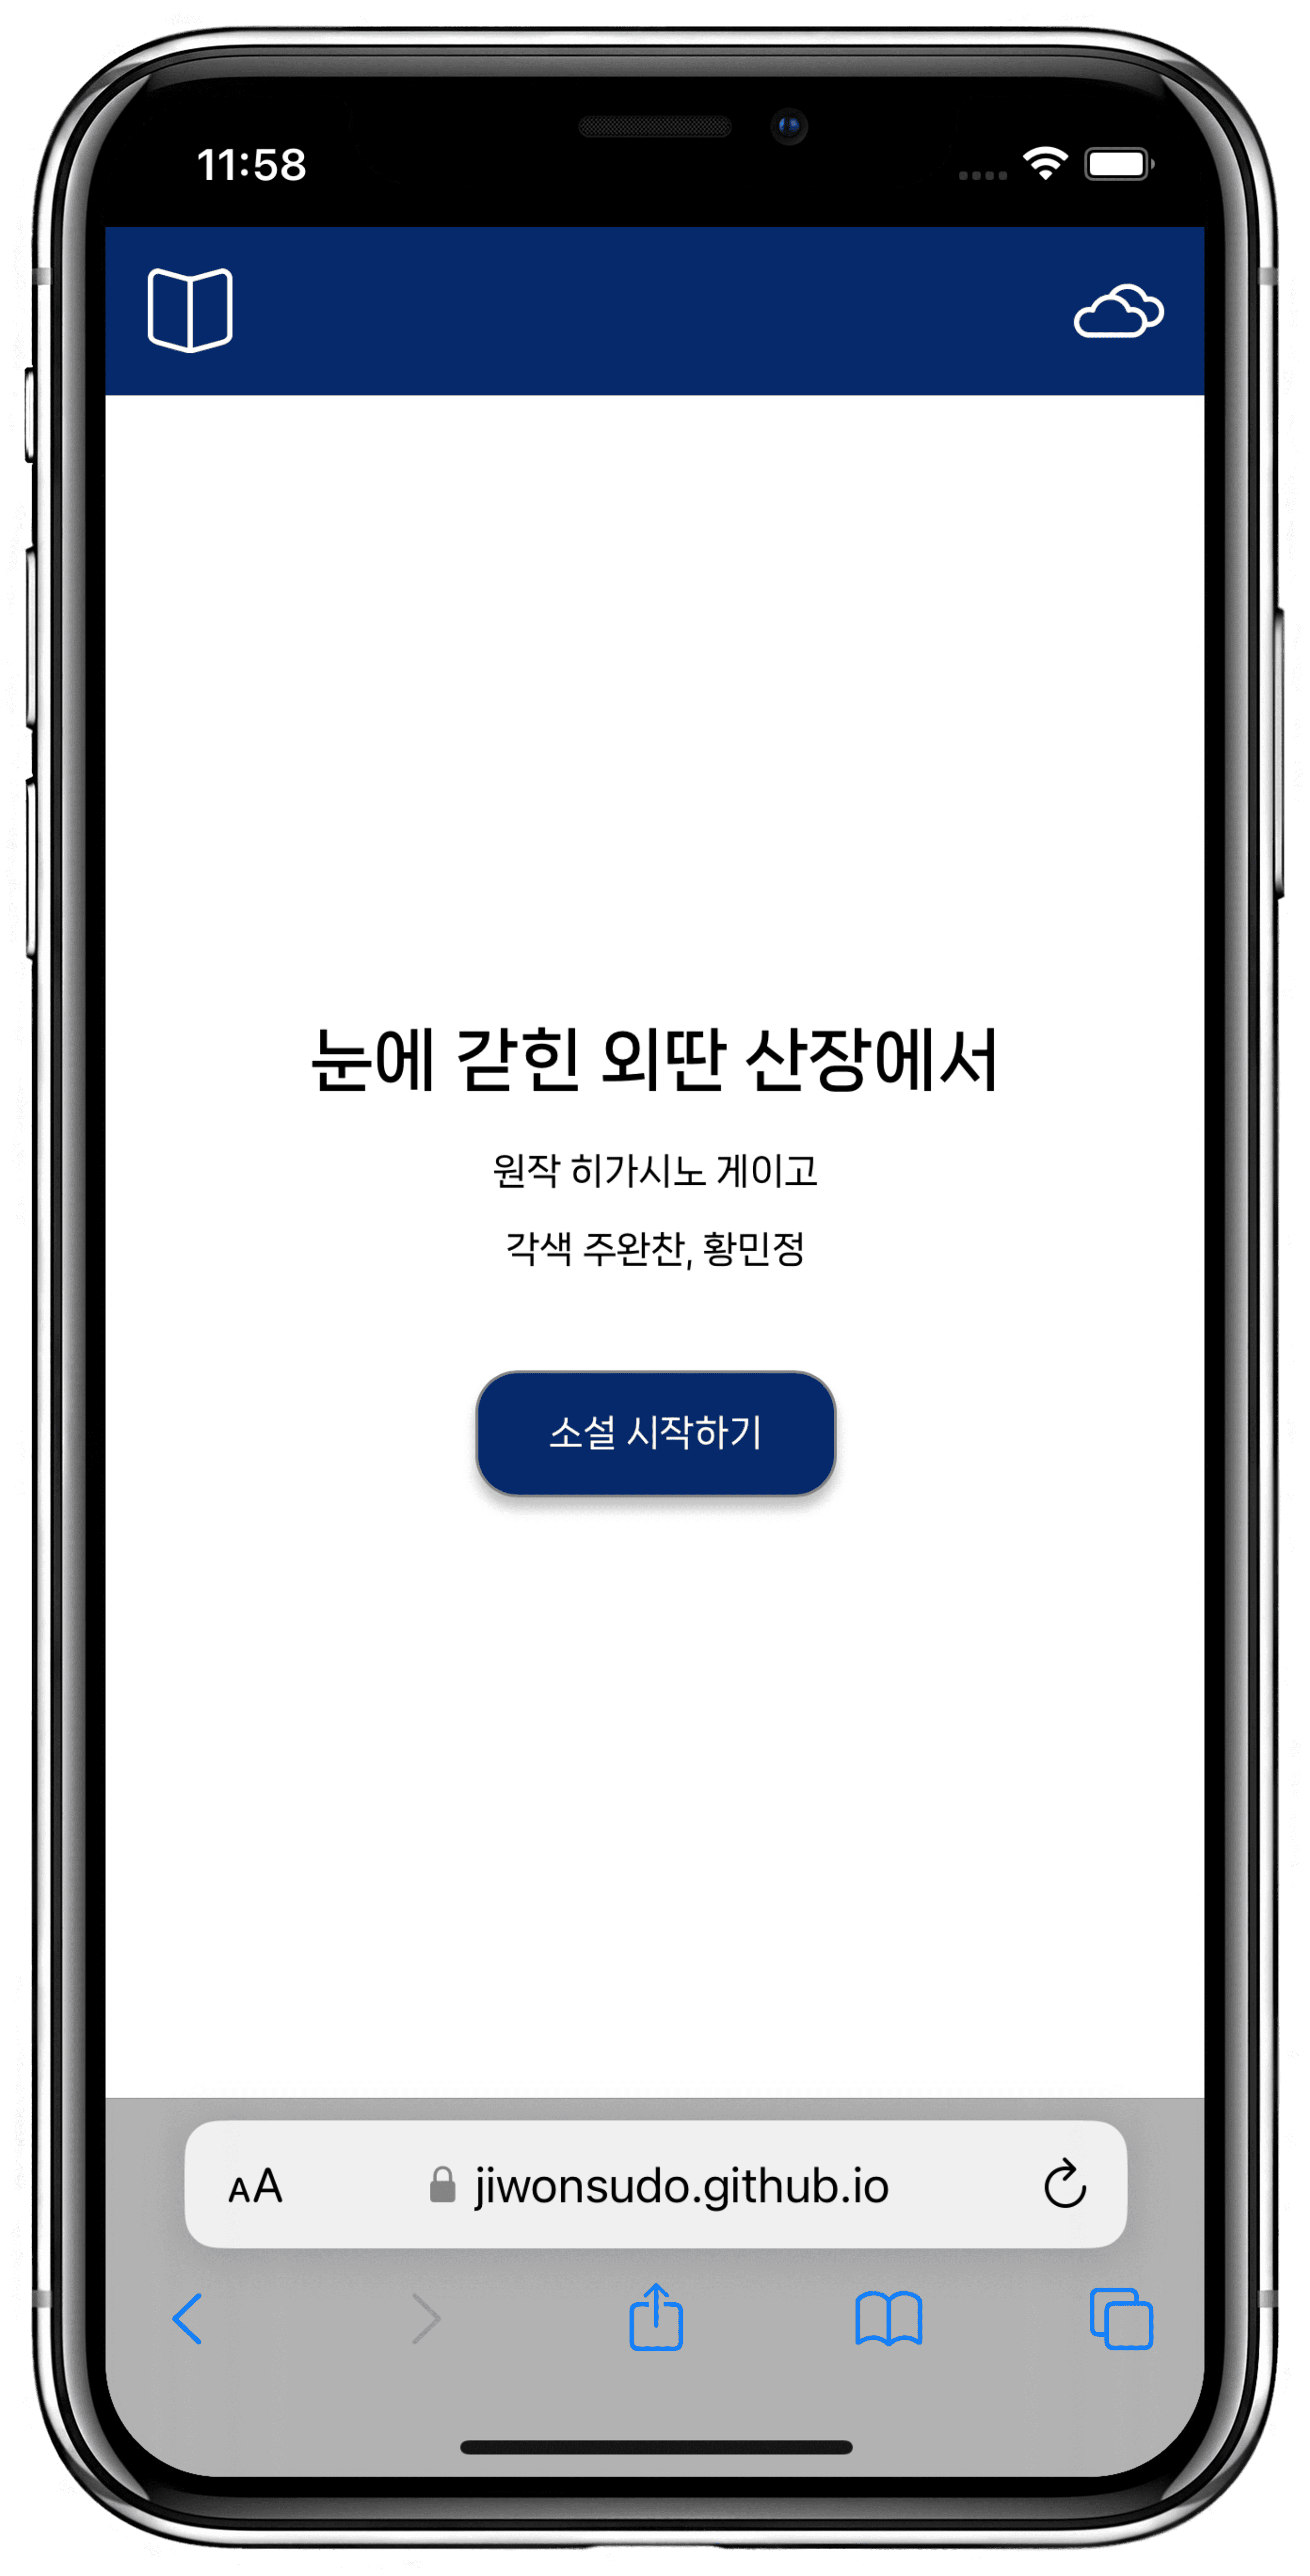 11:58
눈에 갇힌 외딴 산장에서
원작 히가시노 게이고
각색 주완찬, 황민정
소설 시작하기
AA jiwonsudo.github.io